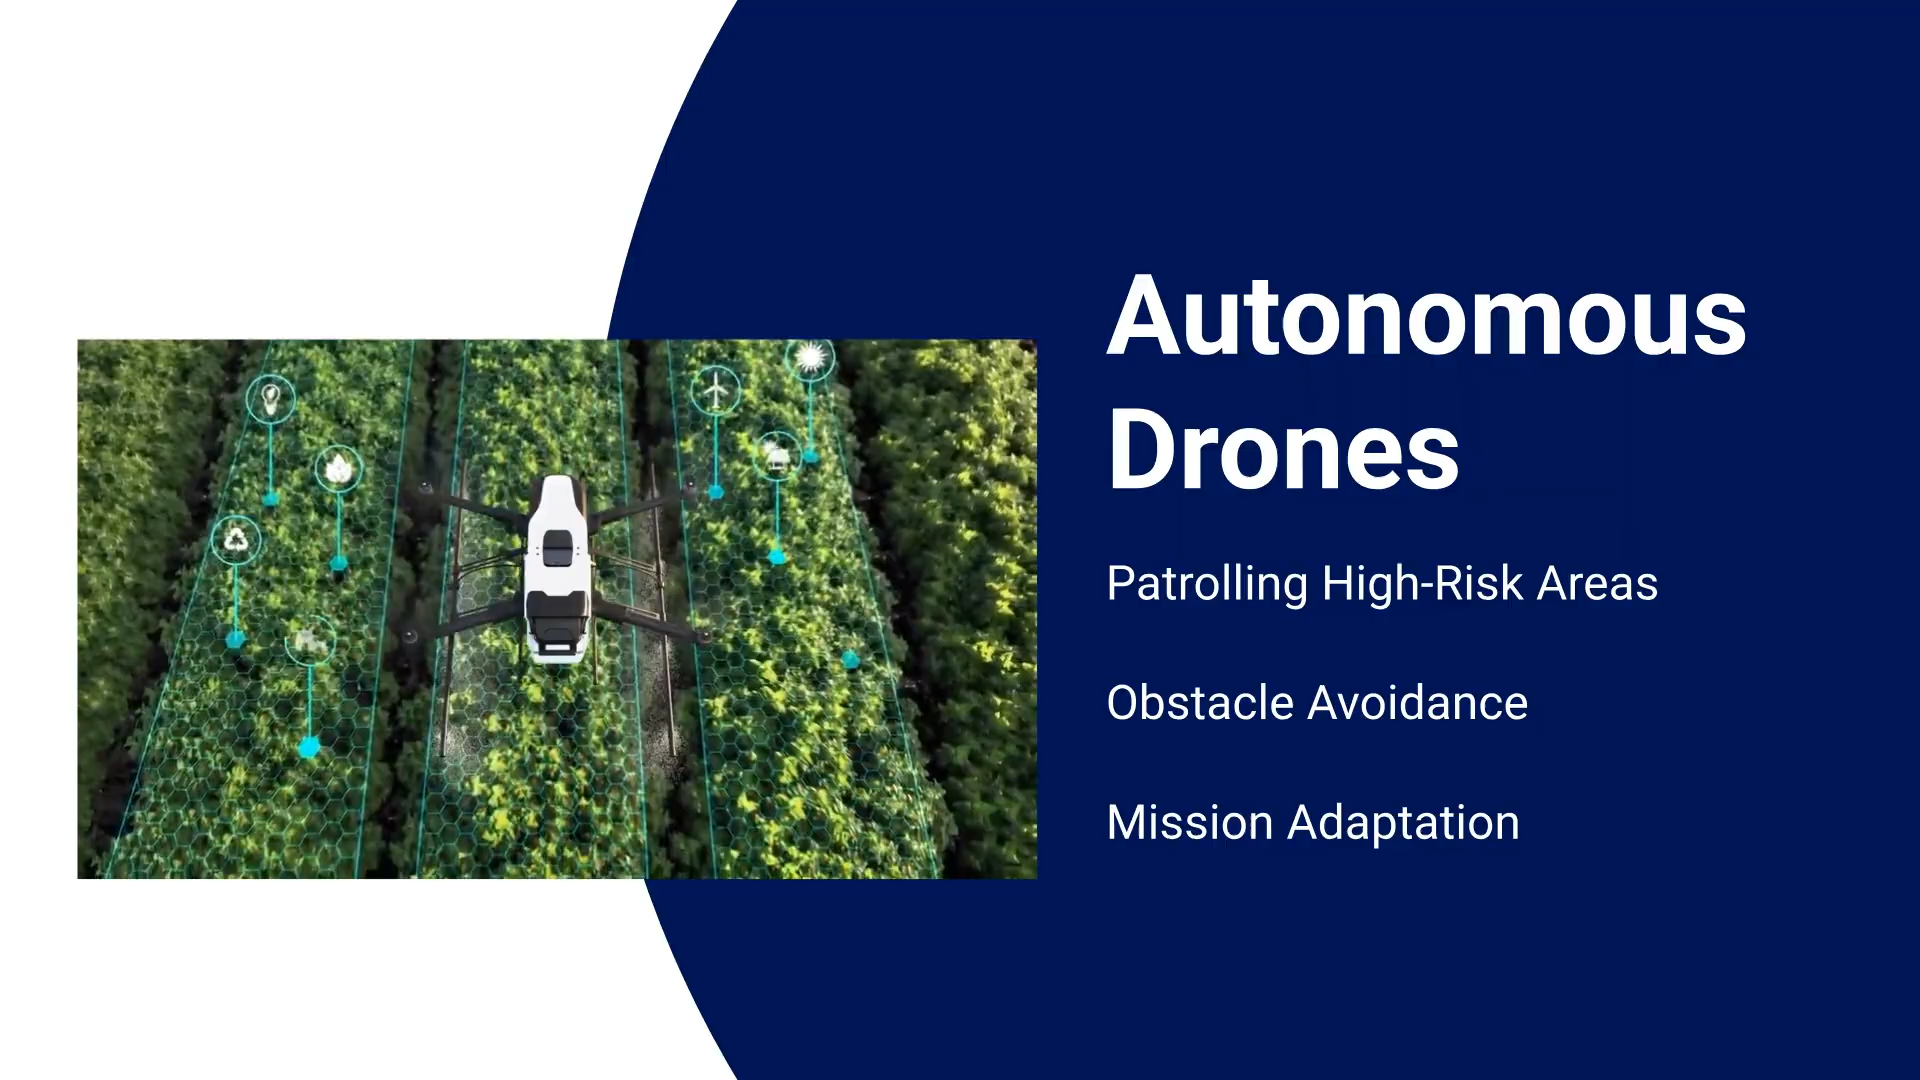 Autonomous
Drones
Patrolling High-Risk Areas
Obstacle Avoidance
Mission Adaptation